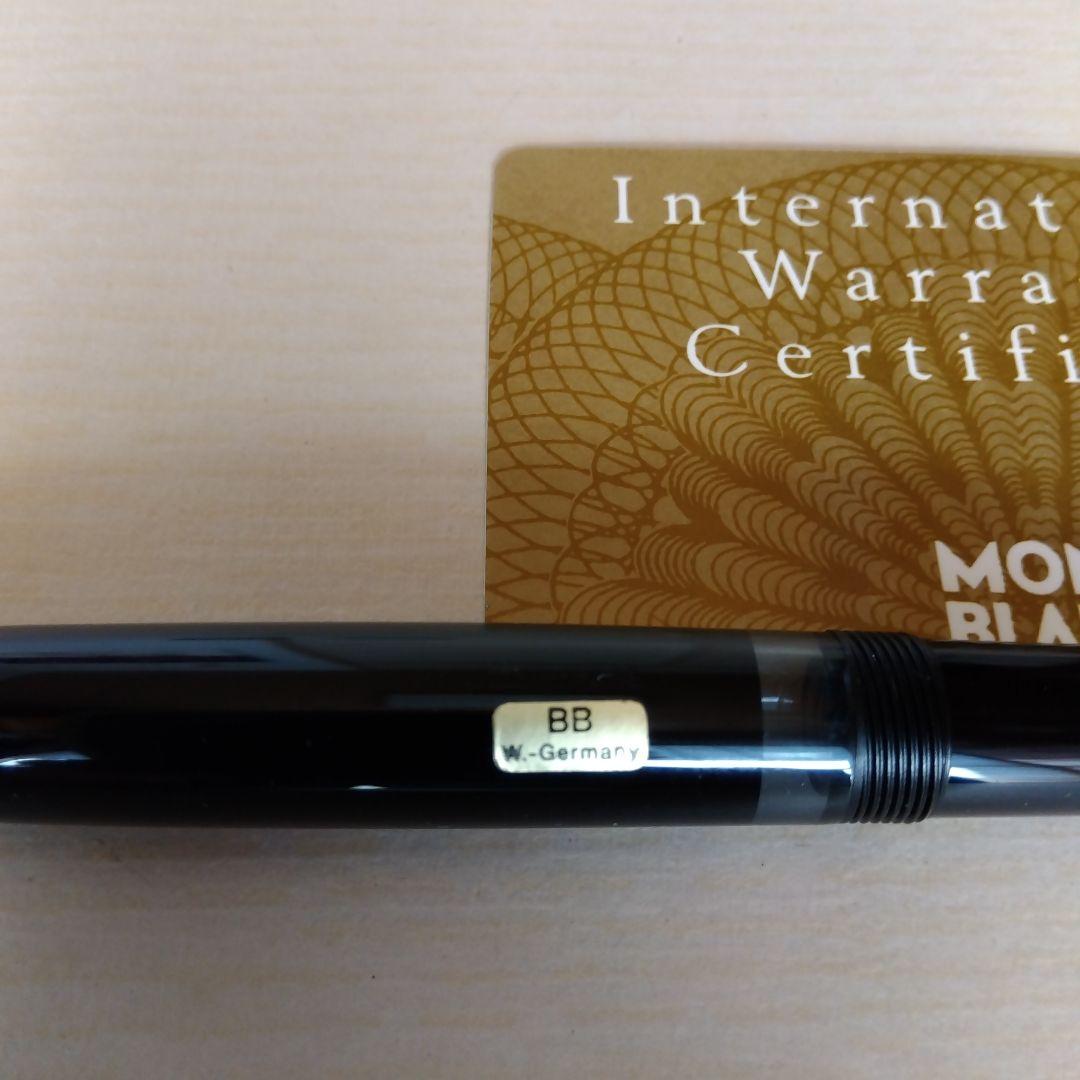 Internat
Warra
Certifi
MON
BLA
BB
W.-Germany